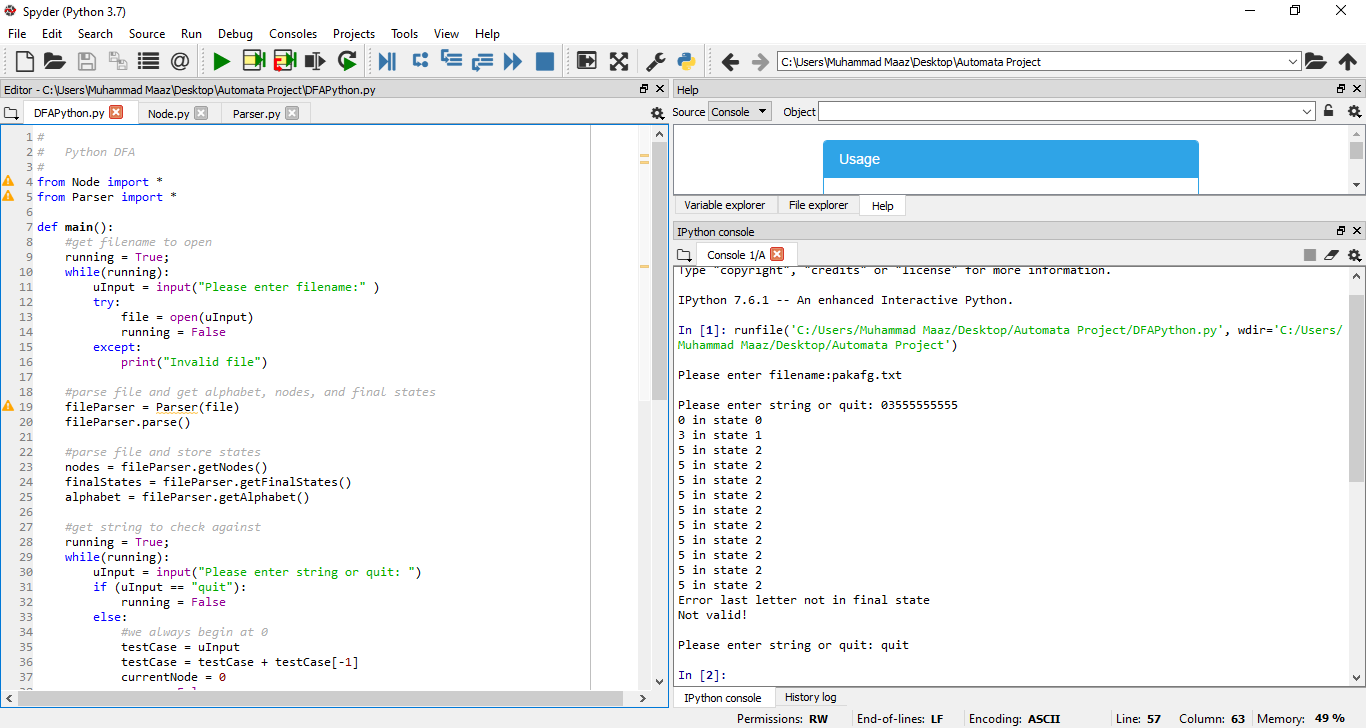 Spyder (Python 3.7)
File Edit Search Source Run Debug Consoles Projects Tools View Help
C:\Users\Muhammad Maaz\Desktop\Automata Project
Editor - C:\Users\Muhammad Maaz\Desktop\Automata Project\DFAPython.py
DFAPython.py Node.py Parser.py
1 #
2 #   Python DFA
3 #
4 from Node import *
5 from Parser import *
6
7 def main():
8     #get filename to open
9     running = True;
10     while(running):
11         uInput = input("Please enter filename:" )
12         try:
13             file = open(uInput)
14             running = False
15         except:
16             print("Invalid file")
17
18     #parse file and get alphabet, nodes, and final states
19     fileParser = Parser(file)
20     fileParser.parse()
21
22     #parse file and store states
23     nodes = fileParser.getNodes()
24     finalStates = fileParser.getFinalStates()
25     alphabet = fileParser.getAlphabet()
26
27     #get string to check against
28     running = True;
29     while(running):
30         uInput = input("Please enter string or quit: ")
31         if (uInput == "quit"):
32             running = False
33         else:
34             #we always begin at 0
35             testCase = uInput
36             testCase = testCase + testCase[-1]
37             currentNode = 0
Help
Source Console Object
Usage
Variable explorer File explorer Help
IPython console
Console 1/A
Type "copyright", "credits" or "license" for more information.
IPython 7.6.1 -- An enhanced Interactive Python.
In [1]: runfile('C:/Users/Muhammad Maaz/Desktop/Automata Project/DFAPython.py', wdir='C:/Users/
Muhammad Maaz/Desktop/Automata Project')
Please enter filename:pakafg.txt
Please enter string or quit: 03555555555
0 in state 0
3 in state 1
5 in state 2
5 in state 2
5 in state 2
5 in state 2
5 in state 2
5 in state 2
5 in state 2
5 in state 2
5 in state 2
5 in state 2
Error last letter not in final state
Not valid!
Please enter string or quit: quit
In [2]:
IPython console History log
Permissions: RW End-of-lines: LF Encoding: ASCII Line: 57 Column: 63 Memory: 49 %